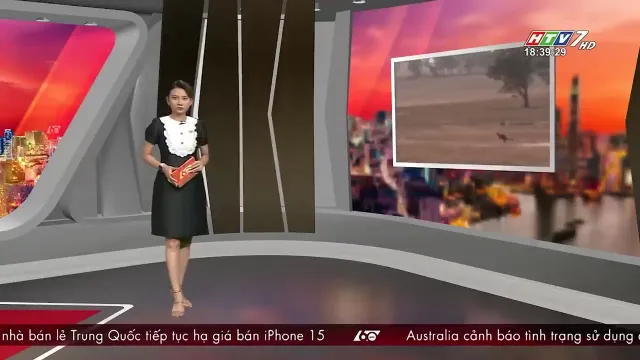 HTV7 HD
18:39:29
nhà bán lẻ Trung Quốc tiếp tục hạ giá bán iPhone 15 60 Australia cảnh báo tình trạng sử dụng